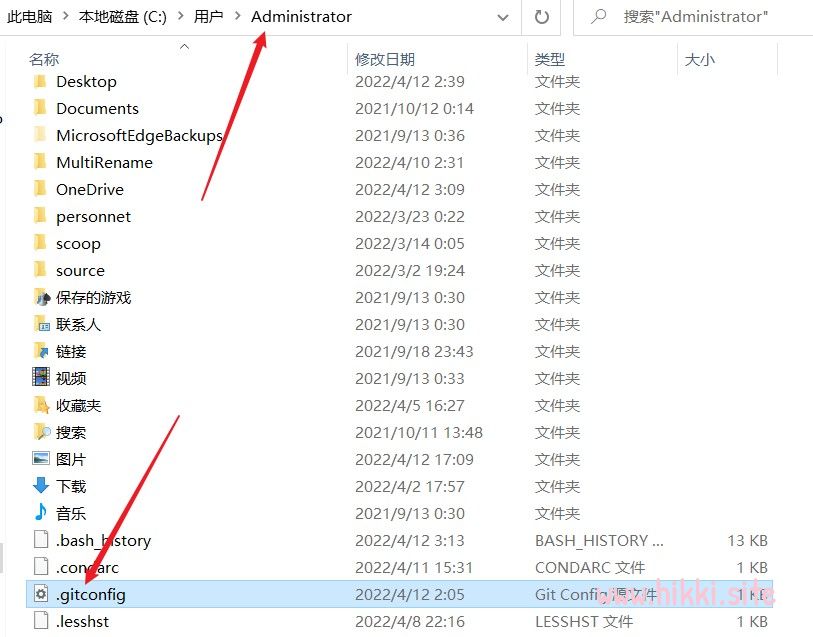 此电脑 > 本地磁盘 (C:) > 用户 > Administrator 搜索"Administrator"
名称 修改日期 类型 大小
Desktop 2022/4/12 2:39 文件夹
Documents 2021/10/12 0:14 文件夹
MicrosoftEdgeBackups 2021/9/13 0:36 文件夹
MultiRename 2022/4/10 2:31 文件夹
OneDrive 2022/4/12 3:09 文件夹
personnet 2022/3/23 0:22 文件夹
scoop 2022/3/14 0:05 文件夹
source 2022/3/2 19:24 文件夹
保存的游戏 2021/9/13 0:30 文件夹
联系人 2021/9/13 0:30 文件夹
链接 2021/9/18 23:43 文件夹
视频 2021/9/13 0:33 文件夹
收藏夹 2022/4/5 16:27 文件夹
搜索 2021/10/11 13:48 文件夹
图片 2022/4/12 17:09 文件夹
下载 2022/4/2 17:57 文件夹
音乐 2021/9/13 0:30 文件夹
.bash_history 2022/4/12 3:13 BASH_HISTORY ... 13 KB
.condarc 2022/4/11 15:31 CONDARC 文件 1 KB
.gitconfig 2022/4/12 2:05 Git Config 源文件 1 KB
www.hikki.site
.lesshst 2022/4/8 22:16 LESSHST 文件 1 KB